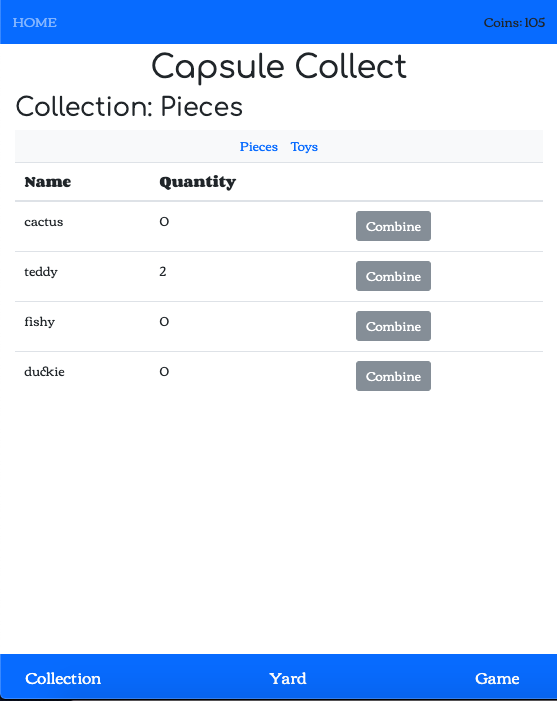 HOME Coins: 105
Capsule Collect
Collection: Pieces
Pieces Toys
Name Quantity
cactus 0 Combine
teddy 2 Combine
fishy 0 Combine
duckie 0 Combine
Collection Yard Game